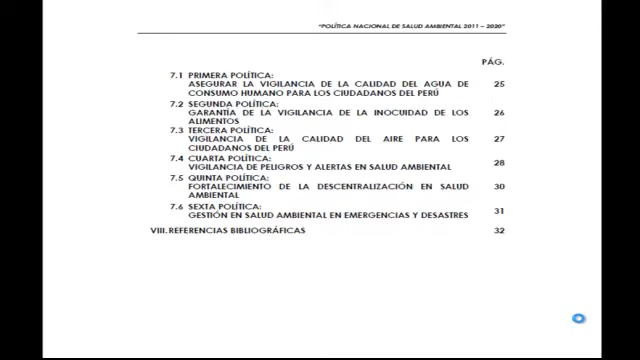 "POLÍTICA NACIONAL DE SALUD AMBIENTAL 2011 – 2020"
PÁG.
7.1 PRIMERA POLÍTICA:
ASEGURAR LA VIGILANCIA DE LA CALIDAD DEL AGUA DE
CONSUMO HUMANO PARA LOS CIUDADANOS DEL PERÚ 25
7.2 SEGUNDA POLÍTICA:
GARANTÍA DE LA VIGILANCIA DE LA INOCUIDAD DE LOS
ALIMENTOS 26
7.3 TERCERA POLÍTICA:
VIGILANCIA DE LA CALIDAD DEL AIRE PARA LOS
CIUDADANOS DEL PERÚ 27
7.4 CUARTA POLÍTICA:
VIGILANCIA DE PELIGROS Y ALERTAS EN SALUD AMBIENTAL 28
7.5 QUINTA POLÍTICA:
FORTALECIMIENTO DE LA DESCENTRALIZACIÓN EN SALUD
AMBIENTAL 30
7.6 SEXTA POLÍTICA:
GESTIÓN EN SALUD AMBIENTAL EN EMERGENCIAS Y DESASTRES 31
VIII. REFERENCIAS BIBLIOGRÁFICAS 32